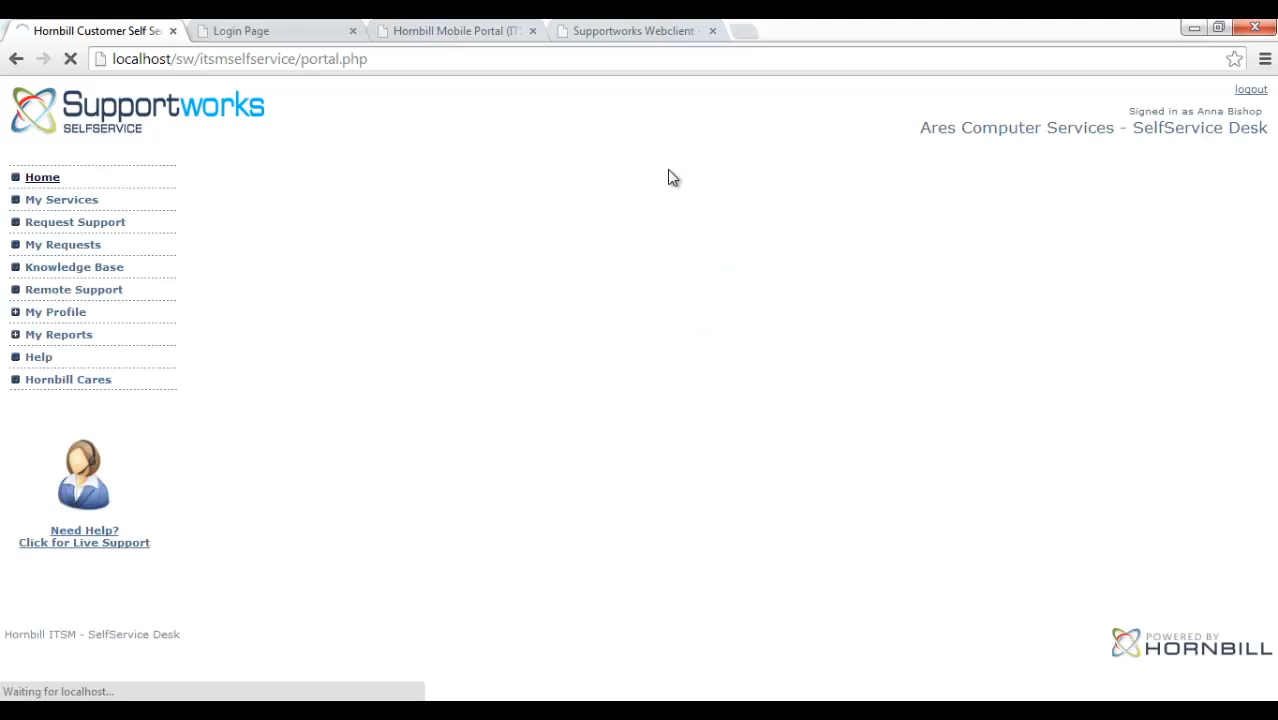 Hornbill Customer Self Se
Login Page
Hornbill Mobile Portal (IT
Supportworks Webclient
localhost/sw/itsmselfservice/portal.php
Supportworks
SELFSERVICE
logout
Signed in as Anna Bishop
Ares Computer Services - SelfService Desk
Home
My Services
Request Support
My Requests
Knowledge Base
Remote Support
My Profile
My Reports
Help
Hornbill Cares
Need Help?
Click for Live Support
Hornbill ITSM - SelfService Desk
POWERED BY
HORNBILL
Waiting for localhost...